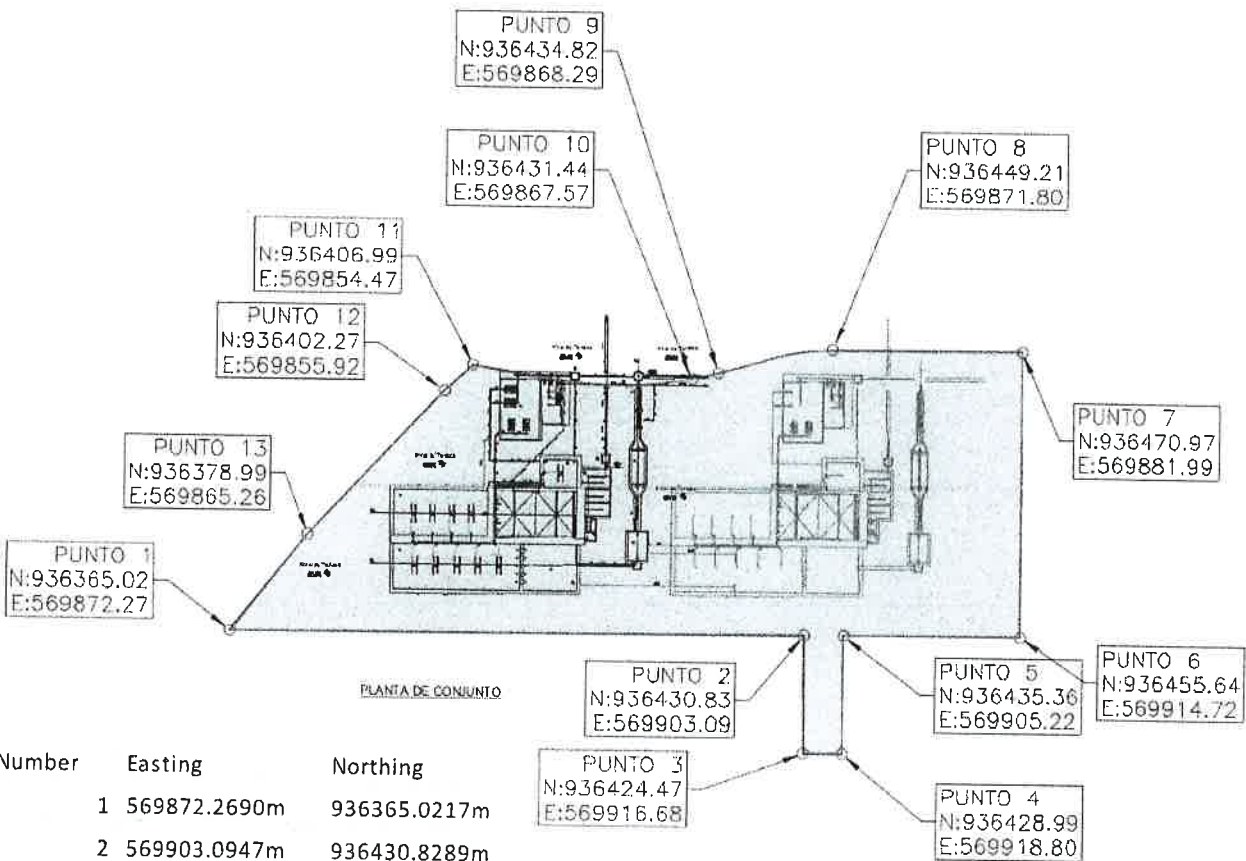 PUNTO 9
N:936434.82
E:569868.29
PUNTO 10
N:936431.44
E:569867.57
PUNTO 8
N:936449.21
E:569871.80
PUNTO 11
N:936406.99
E:569854.47
PUNTO 12
N:936402.27
E:569855.92
PUNTO 7
N:936470.97
E:569881.99
PUNTO 13
N:936378.99
E:569865.26
PUNTO 1
N:936365.02
E:569872.27
PLANTA DE CONJUNTO
PUNTO 2
N:936430.83
E:569903.09
PUNTO 5
N:936435.36
E:569905.22
PUNTO 6
N:936455.64
E:569914.72
PUNTO 3
N:936424.47
E:569916.68
PUNTO 4
N:936428.99
E:569918.80
Number Easting Northing
1 569872.2690m 936365.0217m
2 569903.0947m 936430.8289m